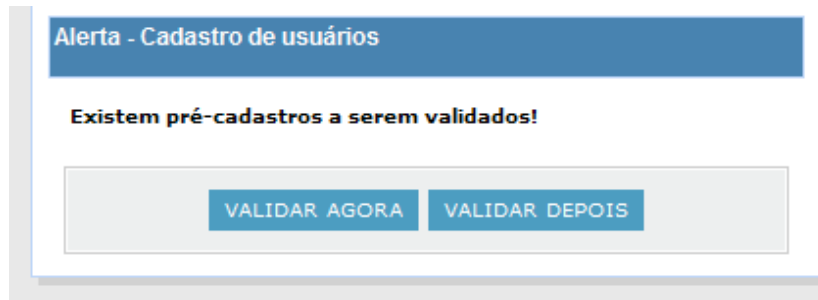 Alerta - Cadastro de usuários
Existem pré-cadastros a serem validados!
VALIDAR AGORA VALIDAR DEPOIS